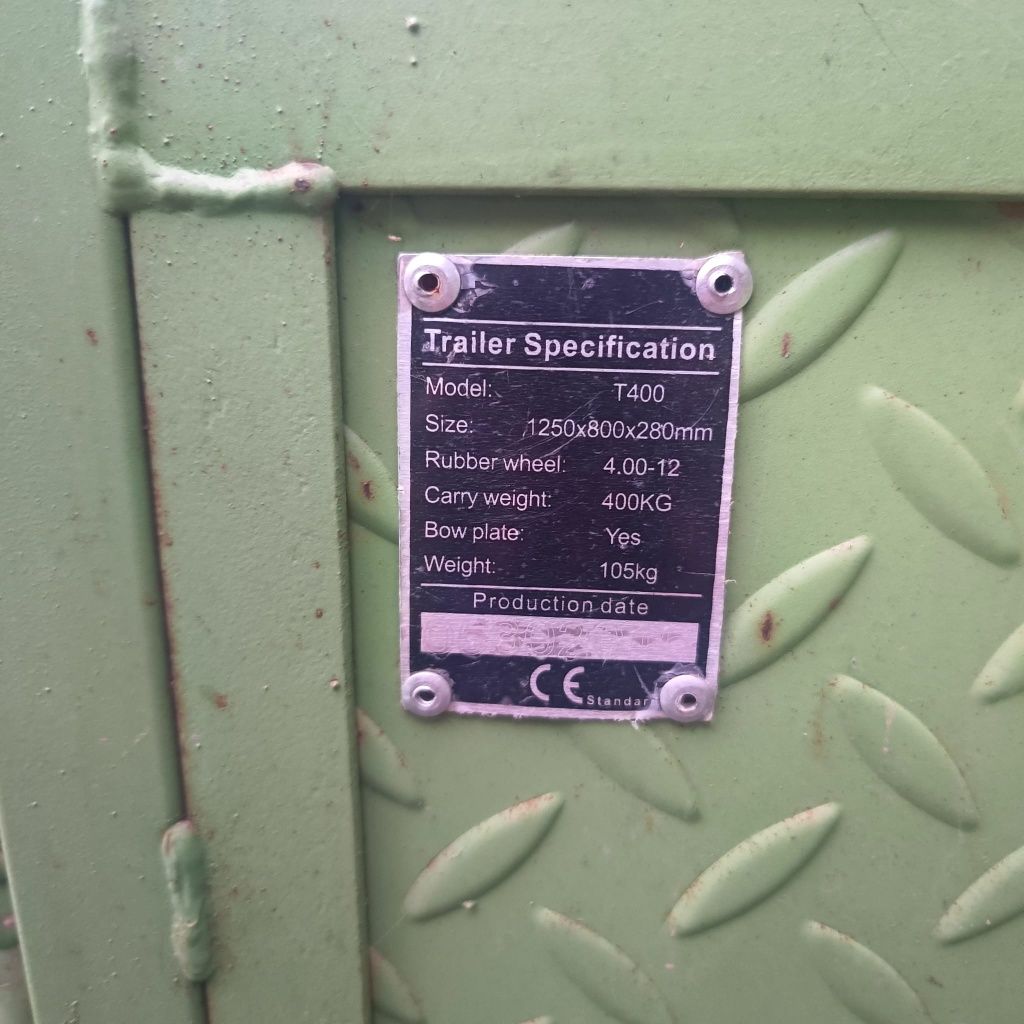 Trailer Specification
Model: T400
Size: 1250x800x280mm
Rubber wheel: 4.00-12
Carry weight: 400KG
Bow plate: Yes
Weight: 105kg
Production date
CE Standard